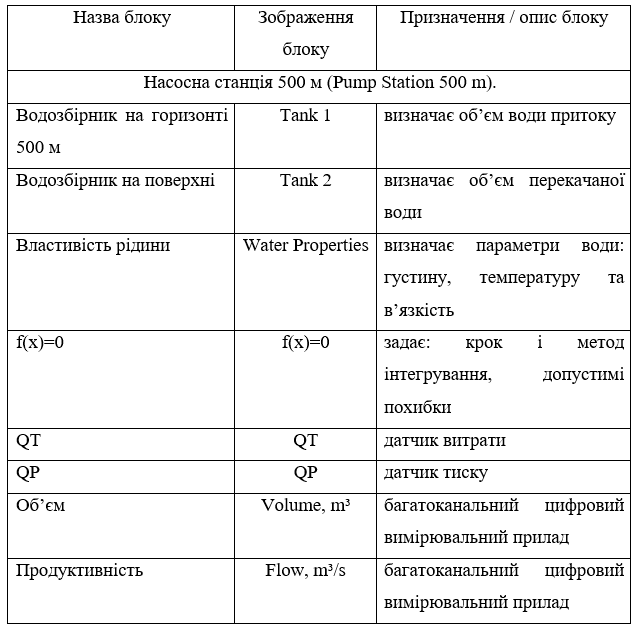 Назва блоку Зображення Призначення / опис блоку
блоку
Насосна станція 500 м (Pump Station 500 m).
Водозбірник на горизонті Tank 1 визначає об’єм води притоку
500 м
Водозбірник на поверхні Tank 2 визначає об’єм перекачаної
води
Властивість рідини Water Properties визначає параметри води:
густину, температуру та
в’язкість
f(x)=0 f(x)=0 задає: крок і метод
інтегрування, допустимі
похибки
QT QT датчик витрати
QP QP датчик тиску
Об’єм Volume, m³ багатоканальний цифровий
вимірювальний прилад
Продуктивність Flow, m³/s багатоканальний цифровий
вимірювальний прилад